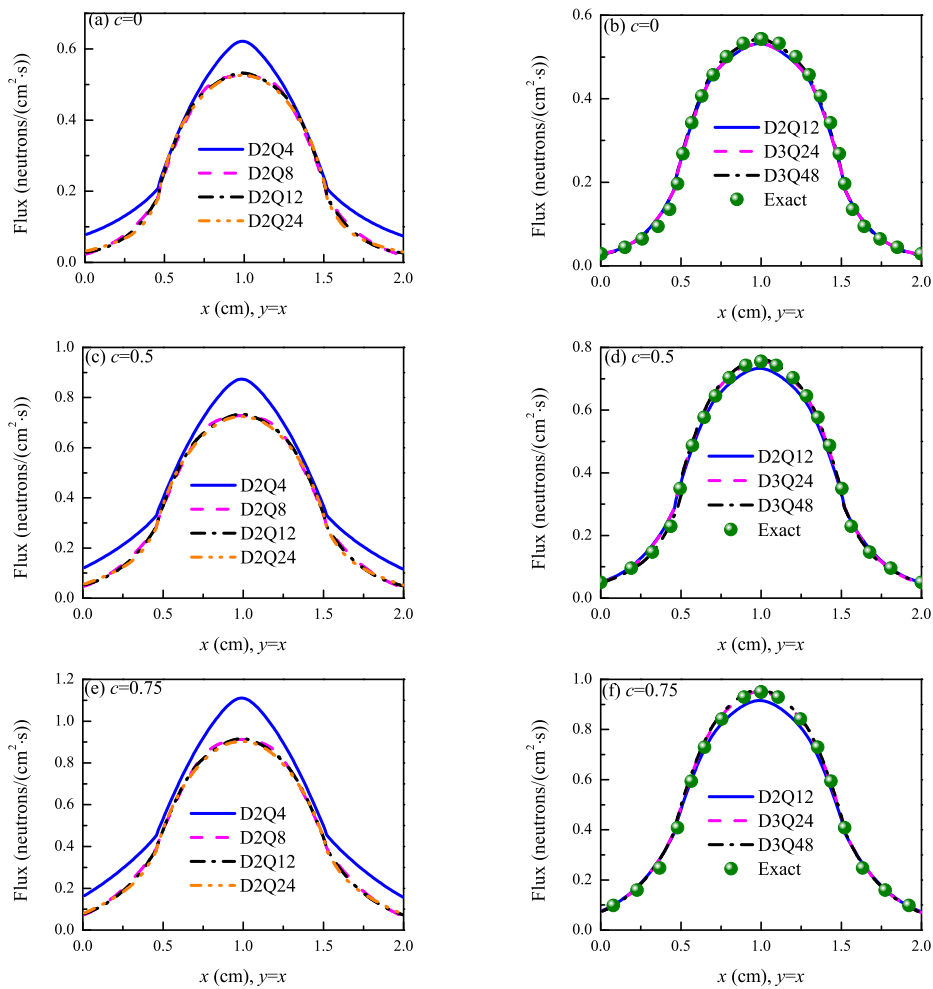 (a) c=0
Flux (neutrons/(cm²·s))
0.6
0.4
0.2
0.0
D2Q4
D2Q8
D2Q12
D2Q24
0.0 0.5 1.0 1.5 2.0
x (cm), y=x
(b) c=0
Flux (neutrons/(cm²·s))
0.6
0.4
0.2
0.0
D2Q12
D3Q24
D3Q48
Exact
0.0 0.5 1.0 1.5 2.0
x (cm), y=x
(c) c=0.5
Flux (neutrons/(cm²·s))
1.0
0.8
0.6
0.4
0.2
0.0
D2Q4
D2Q8
D2Q12
D2Q24
0.0 0.5 1.0 1.5 2.0
x (cm), y=x
(d) c=0.5
Flux (neutrons/(cm²·s))
0.8
0.6
0.4
0.2
0.0
D2Q12
D3Q24
D3Q48
Exact
0.0 0.5 1.0 1.5 2.0
x (cm), y=x
(e) c=0.75
Flux (neutrons/(cm²·s))
1.2
1.0
0.8
0.6
0.4
0.2
0.0
D2Q4
D2Q8
D2Q12
D2Q24
0.0 0.5 1.0 1.5 2.0
x (cm), y=x
(f) c=0.75
Flux (neutrons/(cm²·s))
1.0
0.8
0.6
0.4
0.2
0.0
D2Q12
D3Q24
D3Q48
Exact
0.0 0.5 1.0 1.5 2.0
x (cm), y=x